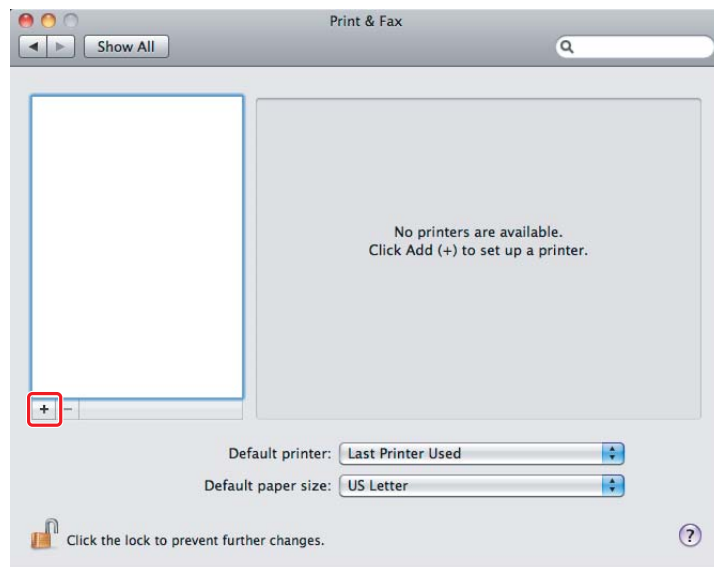 Print & Fax
Show All
No printers are available.
Click Add (+) to set up a printer.
+ –
Default printer: Last Printer Used
Default paper size: US Letter
Click the lock to prevent further changes.
?